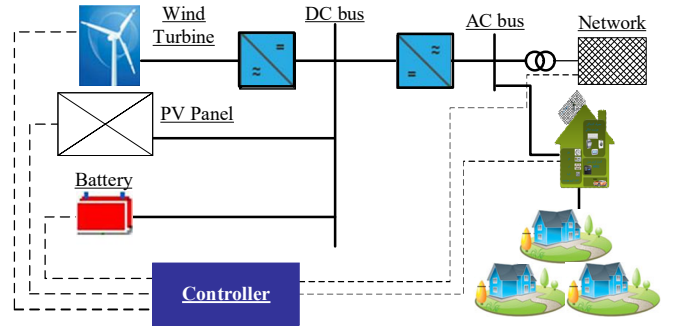 Wind
Turbine
DC bus
AC bus
Network
=
≈
≈
=
PV Panel
Battery
Controller